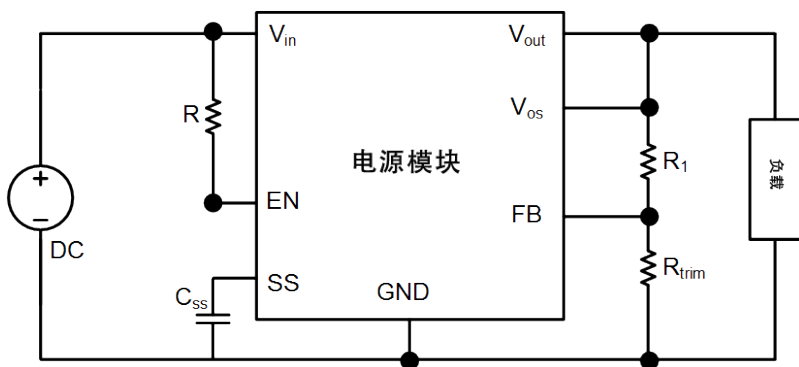 Vin
Vout
R
Vos
电源模块
R1
负载
EN
FB
+
−
DC
SS
Css
GND
Rtrim